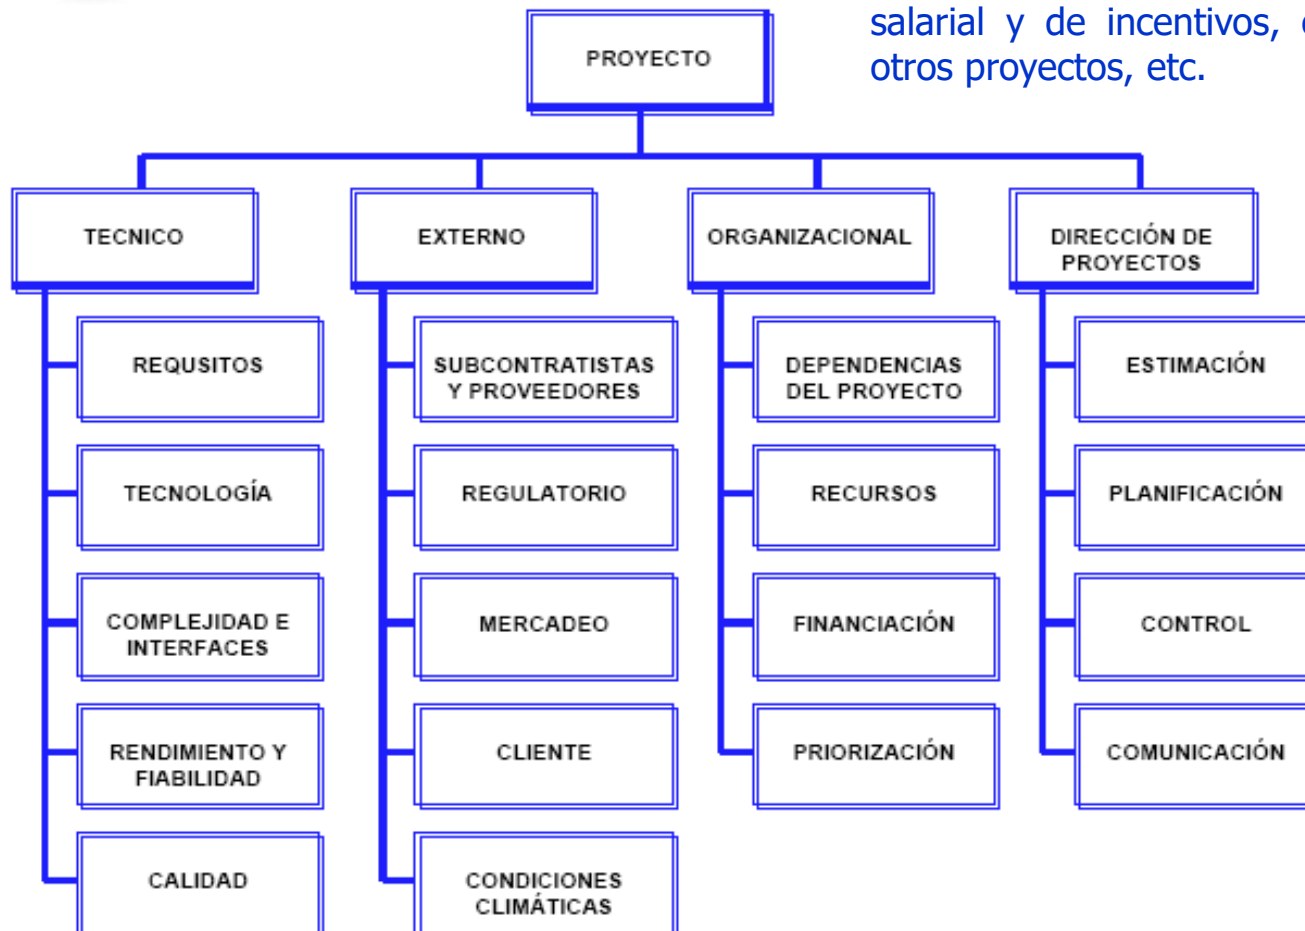 salarial y de incentivos,
otros proyectos, etc.
PROYECTO
TECNICO
EXTERNO
ORGANIZACIONAL
DIRECCIÓN DE
PROYECTOS
REQUSITOS
SUBCONTRATISTAS
Y PROVEEDORES
DEPENDENCIAS
DEL PROYECTO
ESTIMACIÓN
TECNOLOGÍA
REGULATORIO
RECURSOS
PLANIFICACIÓN
COMPLEJIDAD E
INTERFACES
MERCADEO
FINANCIACIÓN
CONTROL
RENDIMIENTO Y
FIABILIDAD
CLIENTE
PRIORIZACIÓN
COMUNICACIÓN
CALIDAD
CONDICIONES
CLIMÁTICAS